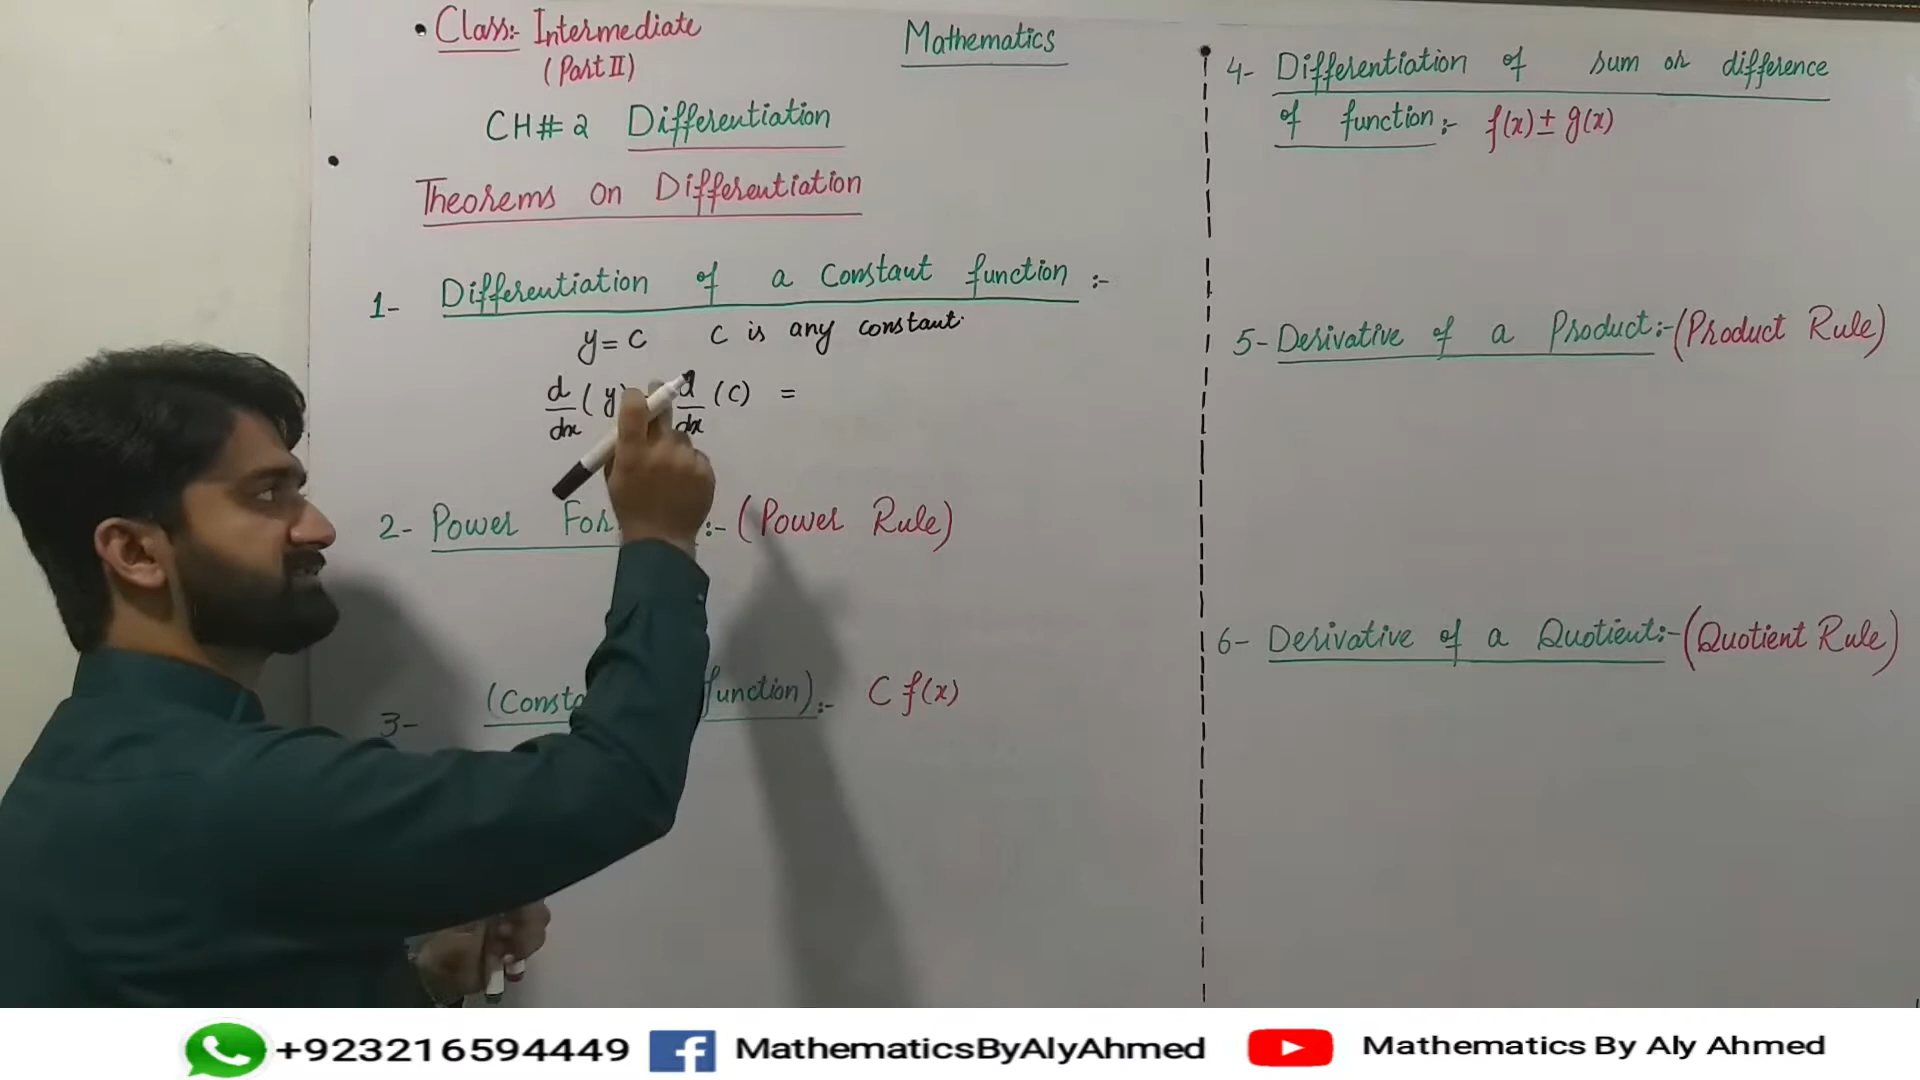 • Class:- Intermediate
(Part II)
Mathematics
CH# 2 Differentiation
Theorems on Differentiation
1- Differentiation of a Constant function :-
y = c   c is any constant.
d/dx (y) d/dx (c) =
2- Power :- (Power Rule)
3- function) :- C f(x)
4- Differentiation of sum or difference
of function :- f(x) ± g(x)
5- Derivative of a Product :- (Product Rule)
6- Derivative of a Quotient :- (Quotient Rule)
+923216594449 MathematicsByAlyAhmed Mathematics By Aly Ahmed